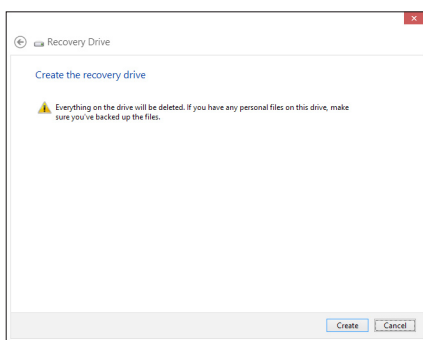 Recovery Drive
Create the recovery drive
Everything on the drive will be deleted. If you have any personal files on this drive, make
sure you've backed up the files.
Create Cancel